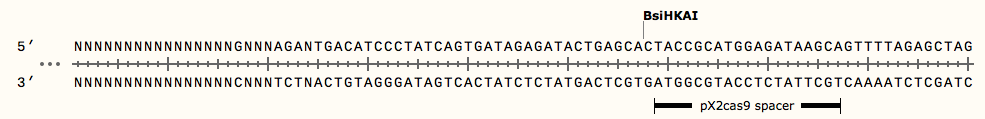 BsiHKAI
5’ NNNNNNNNNNNNNNNNGNNNAGANTGACATCCCTATCAGTGATAGAGATACTGAGCACTACCGCATGGAGATAAGCAGTTTTAGAGCTAG
3’ NNNNNNNNNNNNNNNNCNNNTCTNACTGTAGGGATAGTCACTATCTCTATGACTCGTGATGGCGTACCTCTATTCGTCAAAATCTCGATC
pX2cas9 spacer